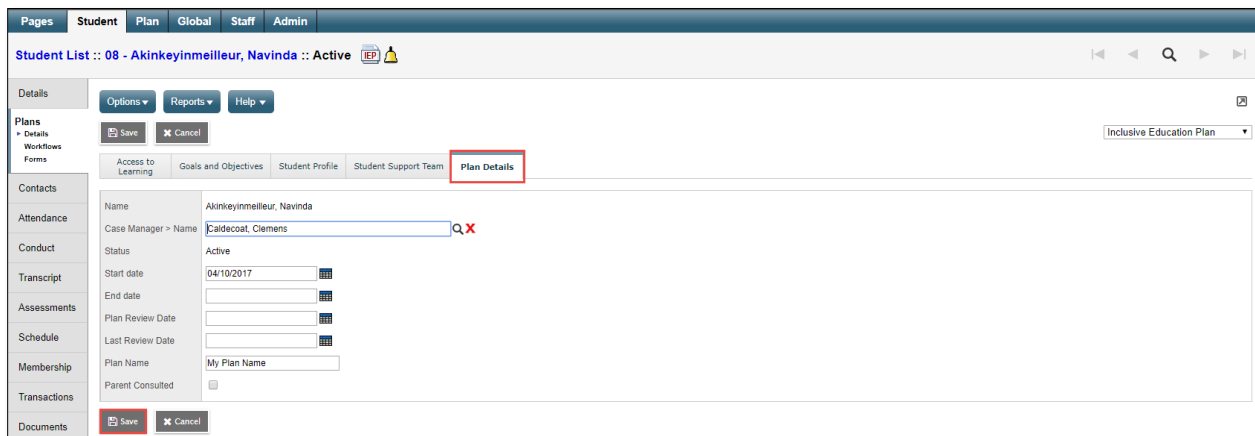 Pages Student Plan Global Staff Admin
Student List :: 08 - Akinkeyinmeilleur, Navinda :: Active IEP
Details
Plans
Details
Workflows
Forms
Contacts
Attendance
Conduct
Transcript
Assessments
Schedule
Membership
Transactions
Documents
Options Reports Help
Save Cancel
Inclusive Education Plan
Access to Learning
Goals and Objectives
Student Profile
Student Support Team
Plan Details
Name Akinkeyinmeilleur, Navinda
Case Manager > Name Caldecoat, Clemens X
Status Active
Start date 04/10/2017
End date
Plan Review Date
Last Review Date
Plan Name My Plan Name
Parent Consulted
Save Cancel